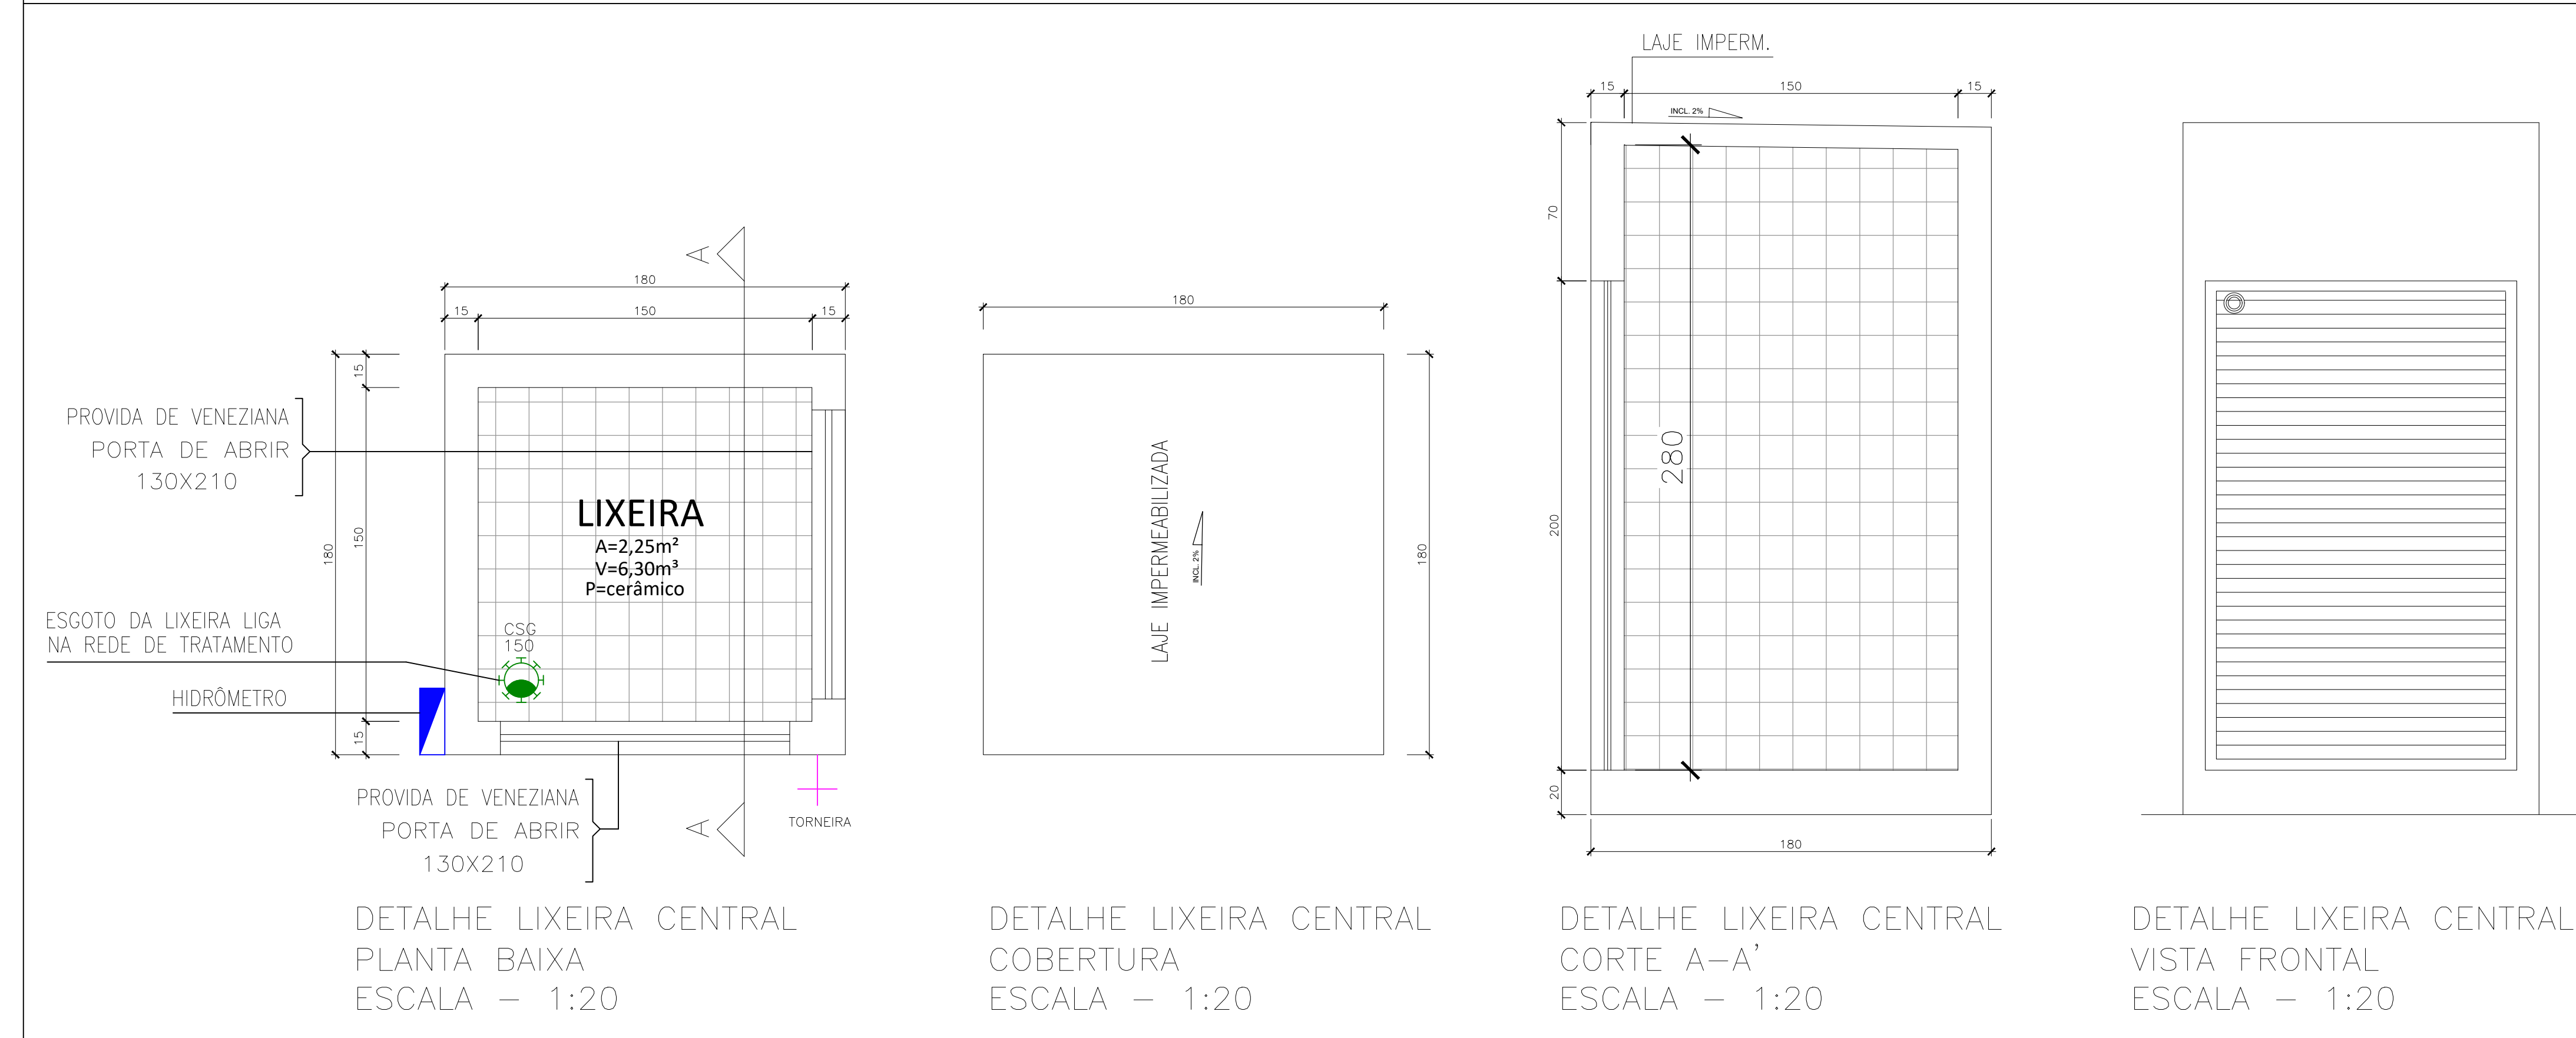 A
180
15
150
15
15
150
15
180
PROVIDA DE VENEZIANA
PORTA DE ABRIR
130X210
LIXEIRA
A=2,25m²
V=6,30m³
P=cerâmico
CSG
150
ESGOTO DA LIXEIRA LIGA
NA REDE DE TRATAMENTO
HIDRÔMETRO
PROVIDA DE VENEZIANA
PORTA DE ABRIR
130X210
A
TORNEIRA
DETALHE LIXEIRA CENTRAL
PLANTA BAIXA
ESCALA – 1:20
180
LAJE IMPERMEABILIZADA
INCL. 2%
180
DETALHE LIXEIRA CENTRAL
COBERTURA
ESCALA – 1:20
LAJE IMPERM.
15
150
15
INCL. 2%
70
280
200
20
180
DETALHE LIXEIRA CENTRAL
CORTE A–A'
ESCALA – 1:20
DETALHE LIXEIRA CENTRAL
VISTA FRONTAL
ESCALA – 1:20